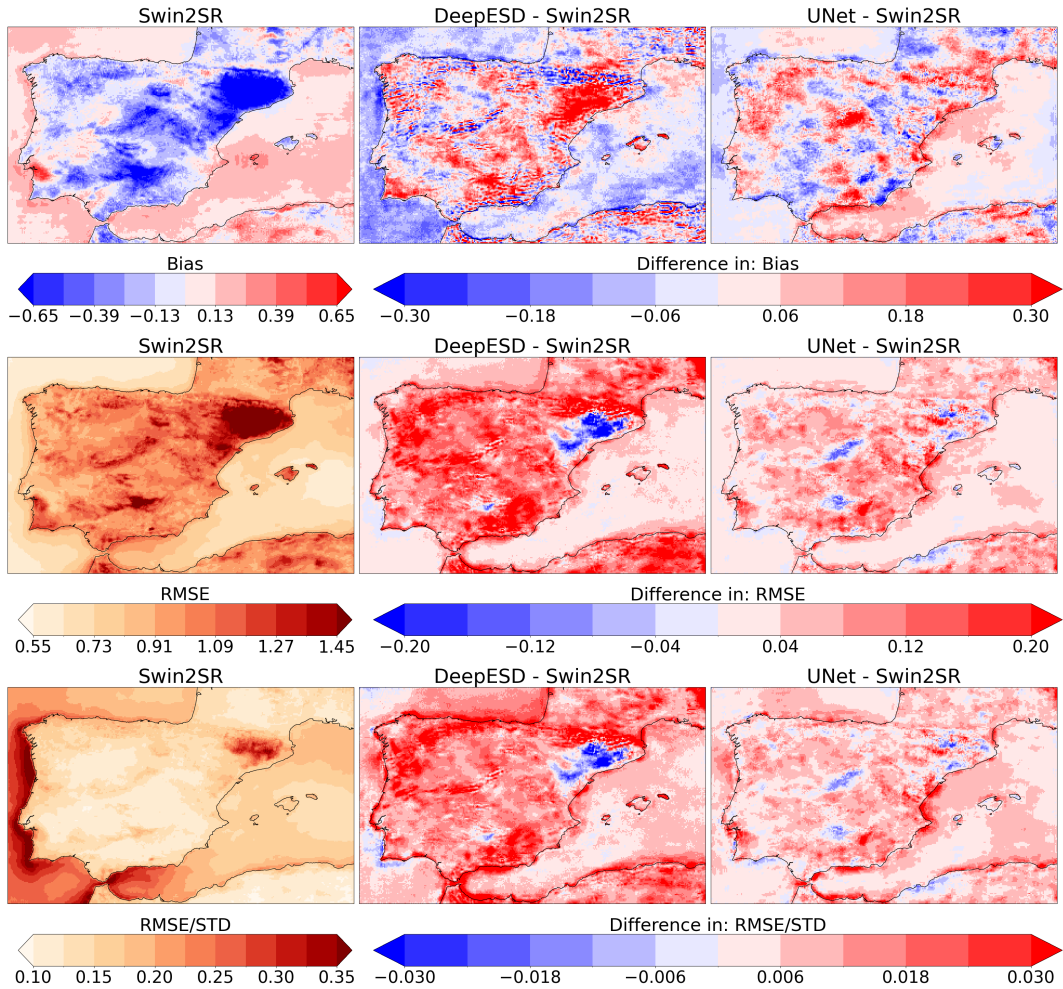 Swin2SR DeepESD - Swin2SR UNet - Swin2SR
Bias Difference in: Bias
−0.65 −0.39 −0.13 0.13 0.39 0.65 −0.30 −0.18 −0.06 0.06 0.18 0.30
Swin2SR DeepESD - Swin2SR UNet - Swin2SR
RMSE Difference in: RMSE
0.55 0.73 0.91 1.09 1.27 1.45 −0.20 −0.12 −0.04 0.04 0.12 0.20
Swin2SR DeepESD - Swin2SR UNet - Swin2SR
RMSE/STD Difference in: RMSE/STD
0.10 0.15 0.20 0.25 0.30 0.35 −0.030 −0.018 −0.006 0.006 0.018 0.030